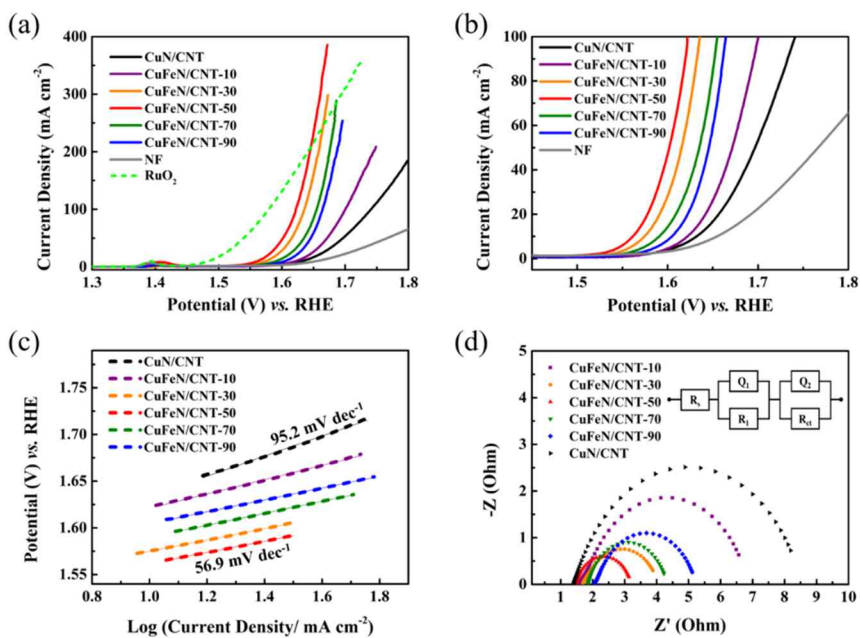 (a)
400
300
200
100
0
Current Density (mA cm⁻²)
CuN/CNT
CuFeN/CNT-10
CuFeN/CNT-30
CuFeN/CNT-50
CuFeN/CNT-70
CuFeN/CNT-90
NF
RuO₂
1.3 1.4 1.5 1.6 1.7 1.8
Potential (V) vs. RHE
(b)
100
80
60
40
20
0
Current Density (mA cm⁻²)
CuN/CNT
CuFeN/CNT-10
CuFeN/CNT-30
CuFeN/CNT-50
CuFeN/CNT-70
CuFeN/CNT-90
NF
1.5 1.6 1.7 1.8
Potential (V) vs. RHE
(c)
1.75
1.70
1.65
1.60
1.55
Potential (V) vs. RHE
CuN/CNT
CuFeN/CNT-10
CuFeN/CNT-30
CuFeN/CNT-50
CuFeN/CNT-70
CuFeN/CNT-90
95.2 mV dec⁻¹
56.9 mV dec⁻¹
0.8 1.0 1.2 1.4 1.6 1.8 2.0
Log (Current Density/ mA cm⁻²)
(d)
5
4
3
2
1
0
-Z (Ohm)
CuFeN/CNT-10
CuFeN/CNT-30
CuFeN/CNT-50
CuFeN/CNT-70
CuFeN/CNT-90
CuN/CNT
Rs
Q₁
R₁
Q₂
Rct
1 2 3 4 5 6 7 8 9 10
Z' (Ohm)